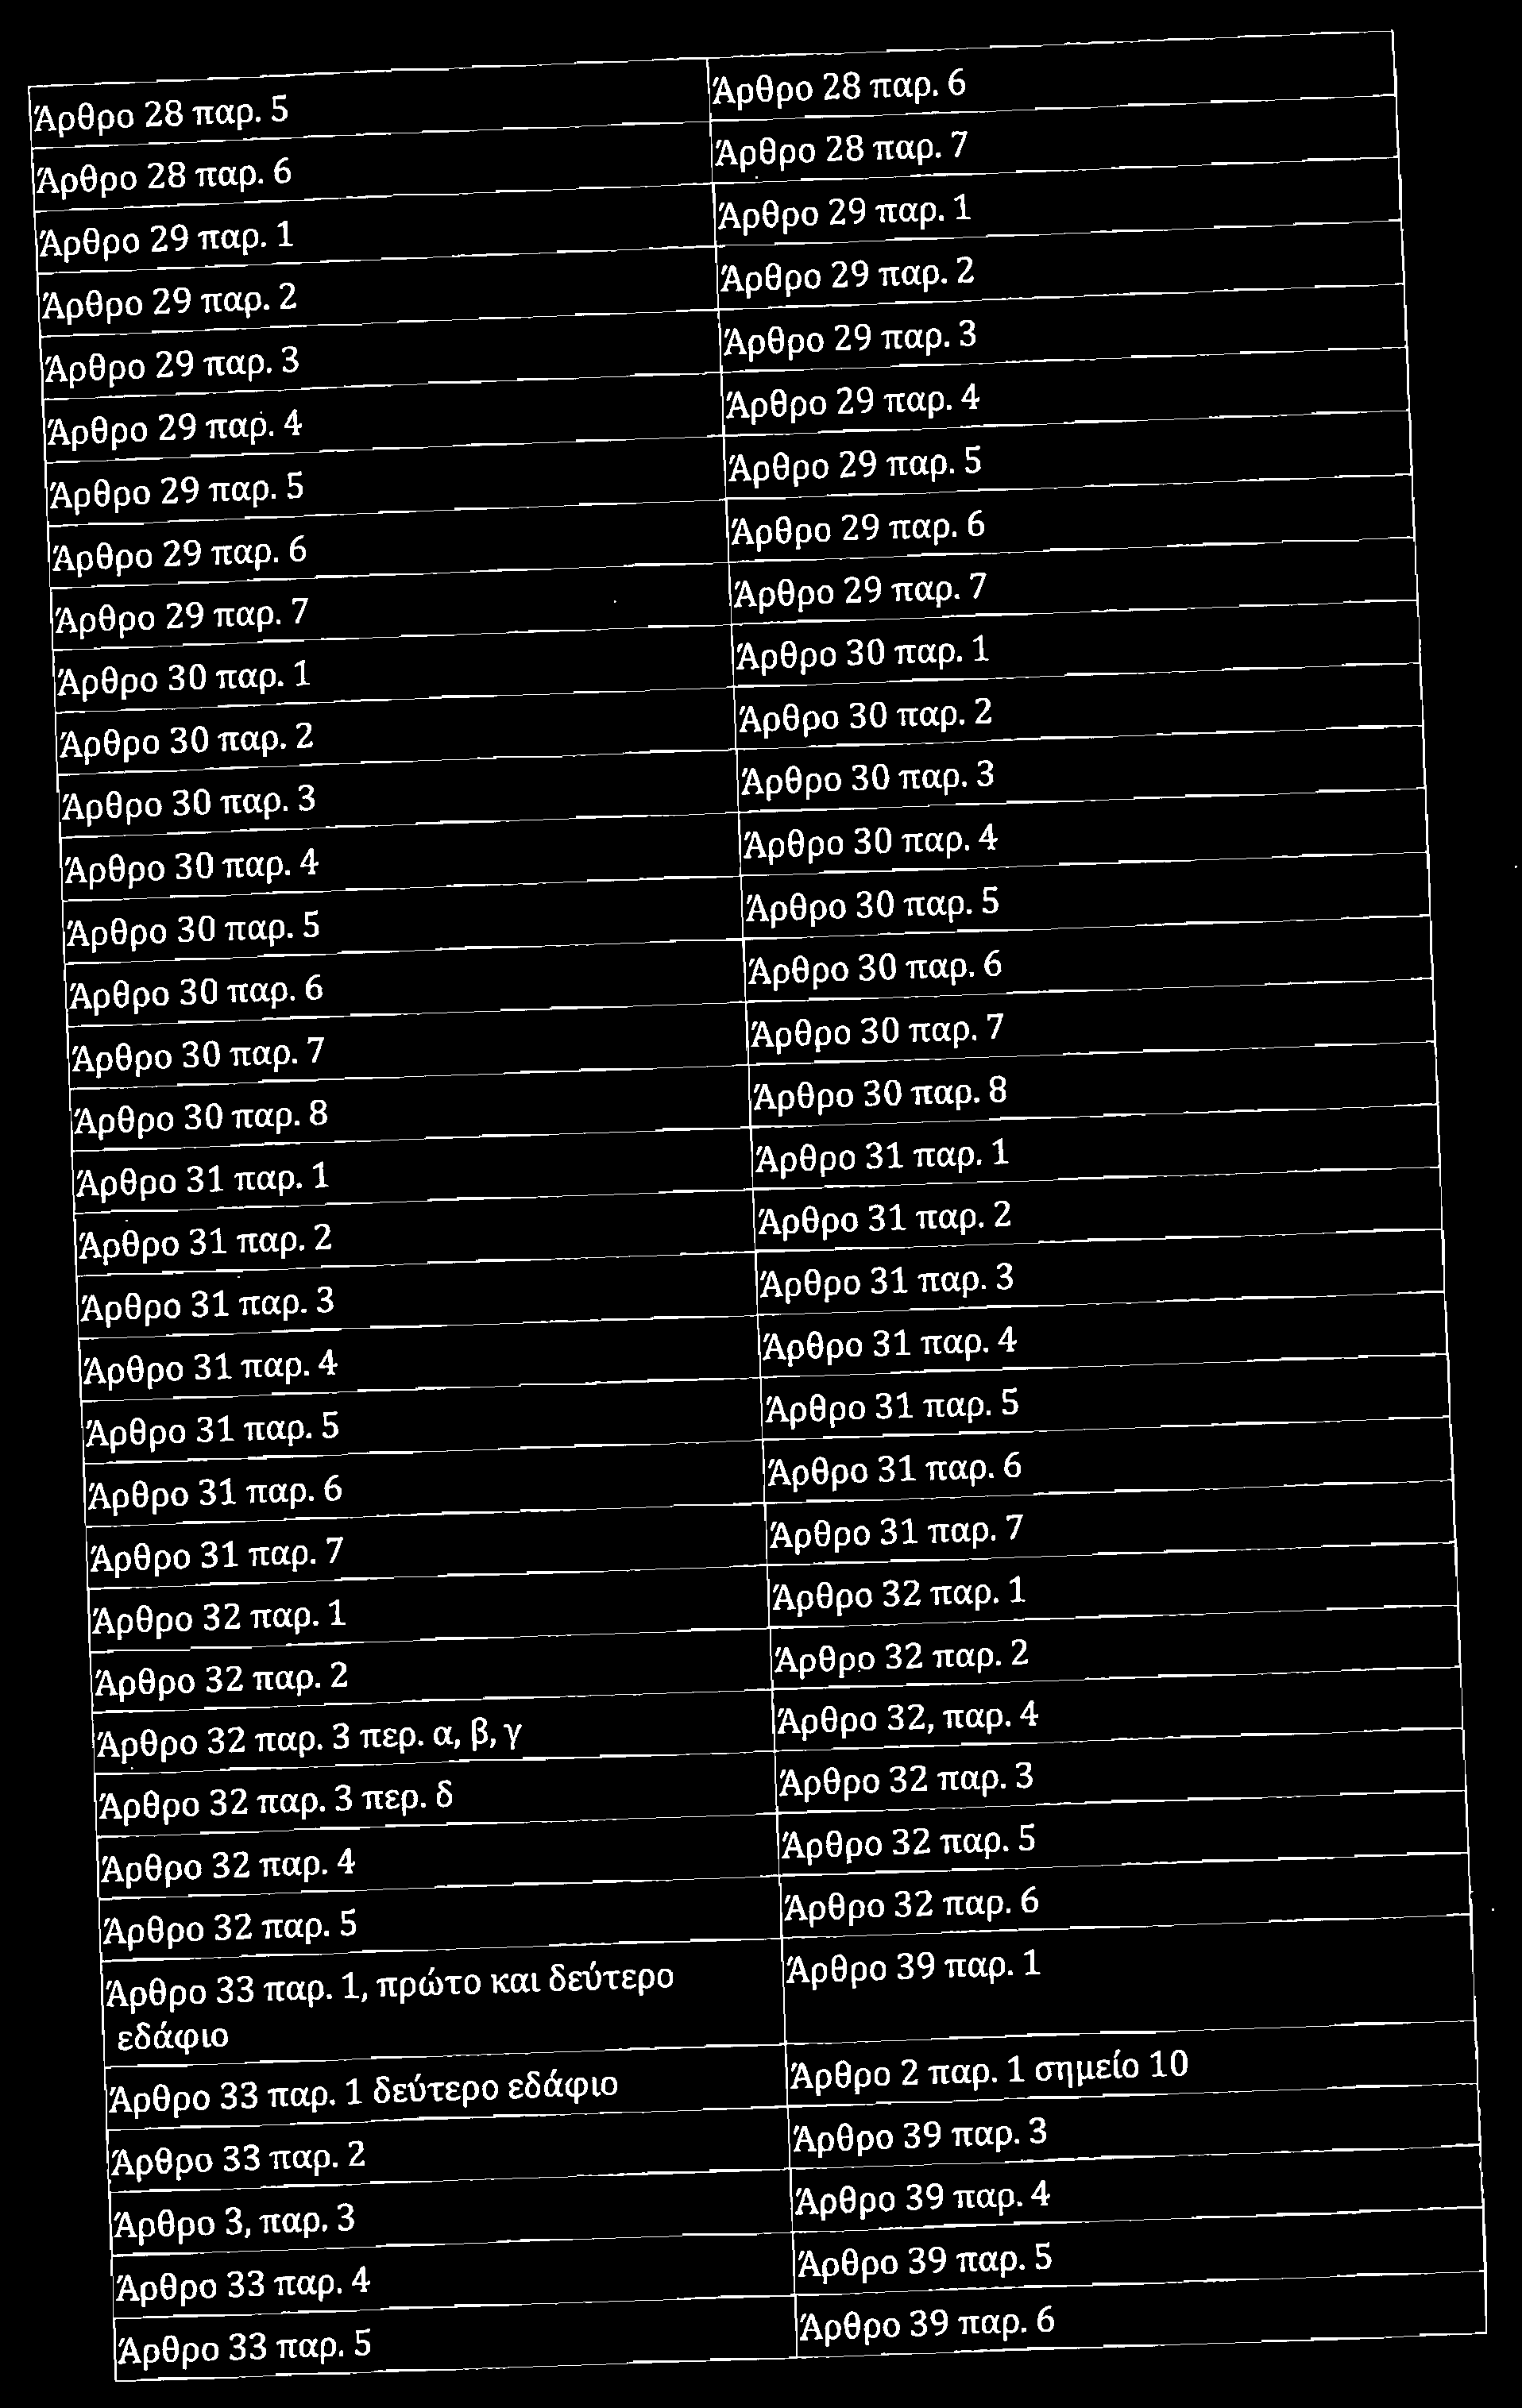 Άρθρο 28 παρ. 5 Άρθρο 28 παρ. 6
Άρθρο 28 παρ. 6 Άρθρο 28 παρ. 7
Άρθρο 29 παρ. 1 Άρθρο 29 παρ. 1
Άρθρο 29 παρ. 2 Άρθρο 29 παρ. 2
Άρθρο 29 παρ. 3 Άρθρο 29 παρ. 3
Άρθρο 29 παρ. 4 Άρθρο 29 παρ. 4
Άρθρο 29 παρ. 5 Άρθρο 29 παρ. 5
Άρθρο 29 παρ. 6 Άρθρο 29 παρ. 6
Άρθρο 29 παρ. 7 Άρθρο 29 παρ. 7
Άρθρο 30 παρ. 1 Άρθρο 30 παρ. 1
Άρθρο 30 παρ. 2 Άρθρο 30 παρ. 2
Άρθρο 30 παρ. 3 Άρθρο 30 παρ. 3
Άρθρο 30 παρ. 4 Άρθρο 30 παρ. 4
Άρθρο 30 παρ. 5 Άρθρο 30 παρ. 5
Άρθρο 30 παρ. 6 Άρθρο 30 παρ. 6
Άρθρο 30 παρ. 7 Άρθρο 30 παρ. 7
Άρθρο 30 παρ. 8 Άρθρο 30 παρ. 8
Άρθρο 31 παρ. 1 Άρθρο 31 παρ. 1
Άρθρο 31 παρ. 2 Άρθρο 31 παρ. 2
Άρθρο 31 παρ. 3 Άρθρο 31 παρ. 3
Άρθρο 31 παρ. 4 Άρθρο 31 παρ. 4
Άρθρο 31 παρ. 5 Άρθρο 31 παρ. 5
Άρθρο 31 παρ. 6 Άρθρο 31 παρ. 6
Άρθρο 31 παρ. 7 Άρθρο 31 παρ. 7
Άρθρο 32 παρ. 1 Άρθρο 32 παρ. 1
Άρθρο 32 παρ. 2 Άρθρο 32 παρ. 2
Άρθρο 32 παρ. 3 περ. α, β, γ Άρθρο 32, παρ. 4
Άρθρο 32 παρ. 3 περ. δ Άρθρο 32 παρ. 3
Άρθρο 32 παρ. 4 Άρθρο 32 παρ. 5
Άρθρο 32 παρ. 5 Άρθρο 32 παρ. 6
Άρθρο 33 παρ. 1, πρώτο και δεύτερο Άρθρο 39 παρ. 1
εδάφιο
Άρθρο 33 παρ. 1 δεύτερο εδάφιο Άρθρο 2 παρ. 1 σημείο 10
Άρθρο 33 παρ. 2 Άρθρο 39 παρ. 3
Άρθρο 3, παρ. 3 Άρθρο 39 παρ. 4
Άρθρο 33 παρ. 4 Άρθρο 39 παρ. 5
Άρθρο 33 παρ. 5 Άρθρο 39 παρ. 6